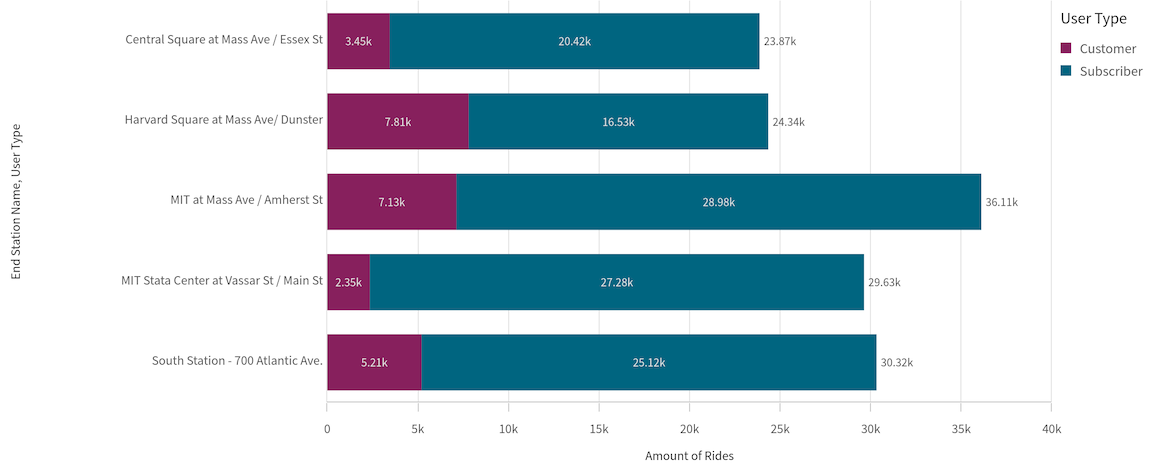 User Type
Customer
Subscriber
End Station Name, User Type
Central Square at Mass Ave / Essex St 3.45k 20.42k 23.87k
Harvard Square at Mass Ave/ Dunster 7.81k 16.53k 24.34k
MIT at Mass Ave / Amherst St 7.13k 28.98k 36.11k
MIT Stata Center at Vassar St / Main St 2.35k 27.28k 29.63k
South Station - 700 Atlantic Ave. 5.21k 25.12k 30.32k
0 5k 10k 15k 20k 25k 30k 35k 40k
Amount of Rides